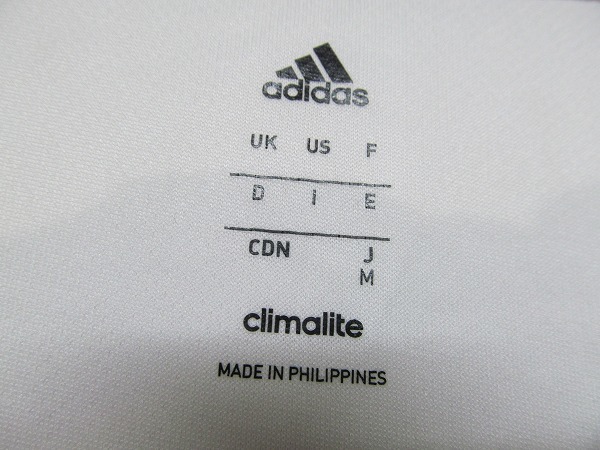 adidas
UK US F
D I E
CDN J
M
climalite
MADE IN PHILIPPINES